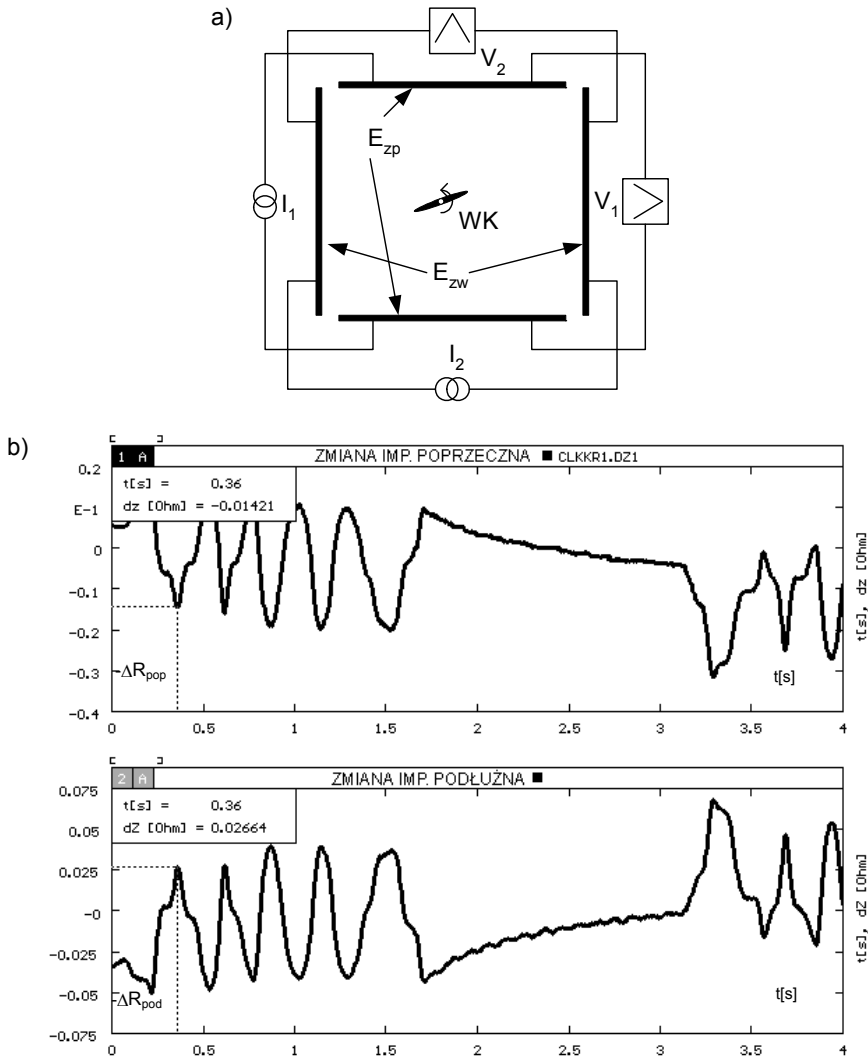 a)
V2
Ezp
I1
V1
WK
Ezw
I2
b)
1 A ZMIANA IMP. POPRZECZNA ■ CLKKR1.DZ1
t[s] = 0.36
dz [Ohm] = -0.01421
0.2
E-1
0
-0.1
-0.2
-0.3
-0.4
-ΔRpop
t[s]
t[s], dz [Ohm]
0 0.5 1 1.5 2 2.5 3 3.5 4
2 A ZMIANA IMP. PODŁUŻNA ■
t[s] = 0.36
dZ [Ohm] = 0.02664
0.075
0.05
0.025
-0
-0.025
-0.05
-0.075
-ΔRpod
t[s]
t[s], dZ [Ohm]
0 0.5 1 1.5 2 2.5 3 3.5 4